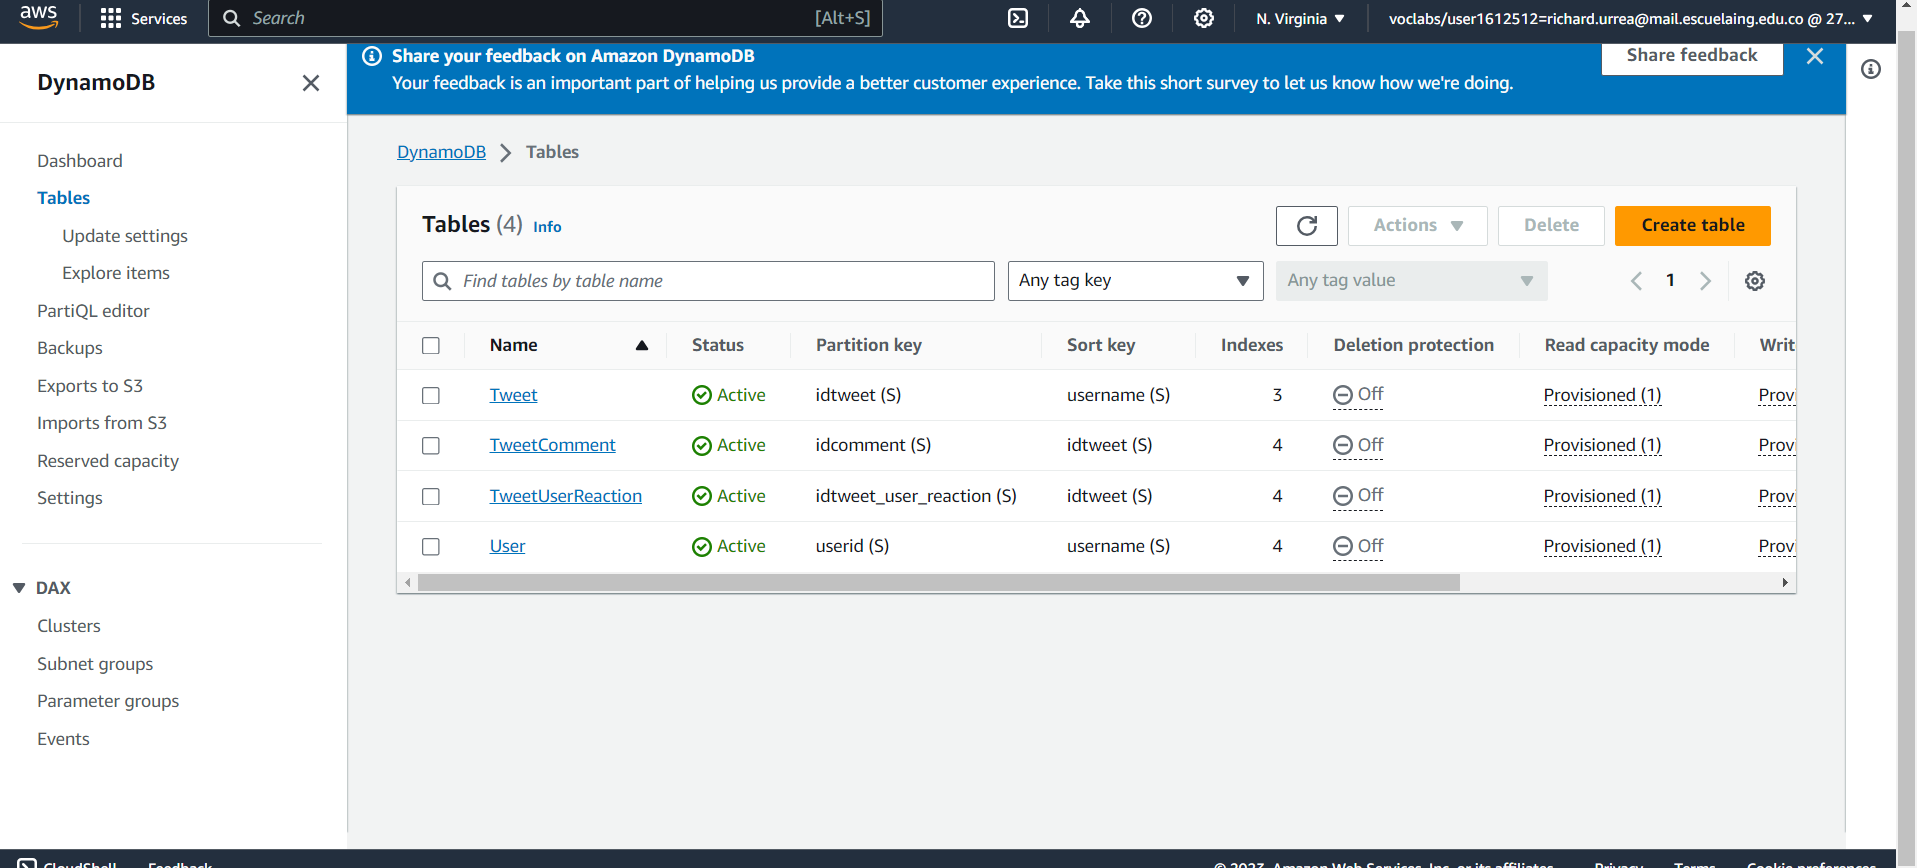 aws Services Search [Alt+S] N. Virginia ▼ voclabs/user1612512=richard.urrea@mail.escuelaing.edu.co @ 27... ▼
DynamoDB
Share your feedback on Amazon DynamoDB
Your feedback is an important part of helping us provide a better customer experience. Take this short survey to let us know how we're doing.
Share feedback
Dashboard
Tables
Update settings
Explore items
PartiQL editor
Backups
Exports to S3
Imports from S3
Reserved capacity
Settings
DAX
Clusters
Subnet groups
Parameter groups
Events
DynamoDB > Tables
Tables (4) Info
Actions Delete Create table
Find tables by table name Any tag key Any tag value 1
Name Status Partition key Sort key Indexes Deletion protection Read capacity mode Writ
Tweet Active idtweet (S) username (S) 3 Off Provisioned (1) Provi
TweetComment Active idcomment (S) idtweet (S) 4 Off Provisioned (1) Provi
TweetUserReaction Active idtweet_user_reaction (S) idtweet (S) 4 Off Provisioned (1) Provi
User Active userid (S) username (S) 4 Off Provisioned (1) Provi
CloudShell Feedback © 2023, Amazon Web Services, Inc. or its affiliates. Privacy Terms Cookie preferences